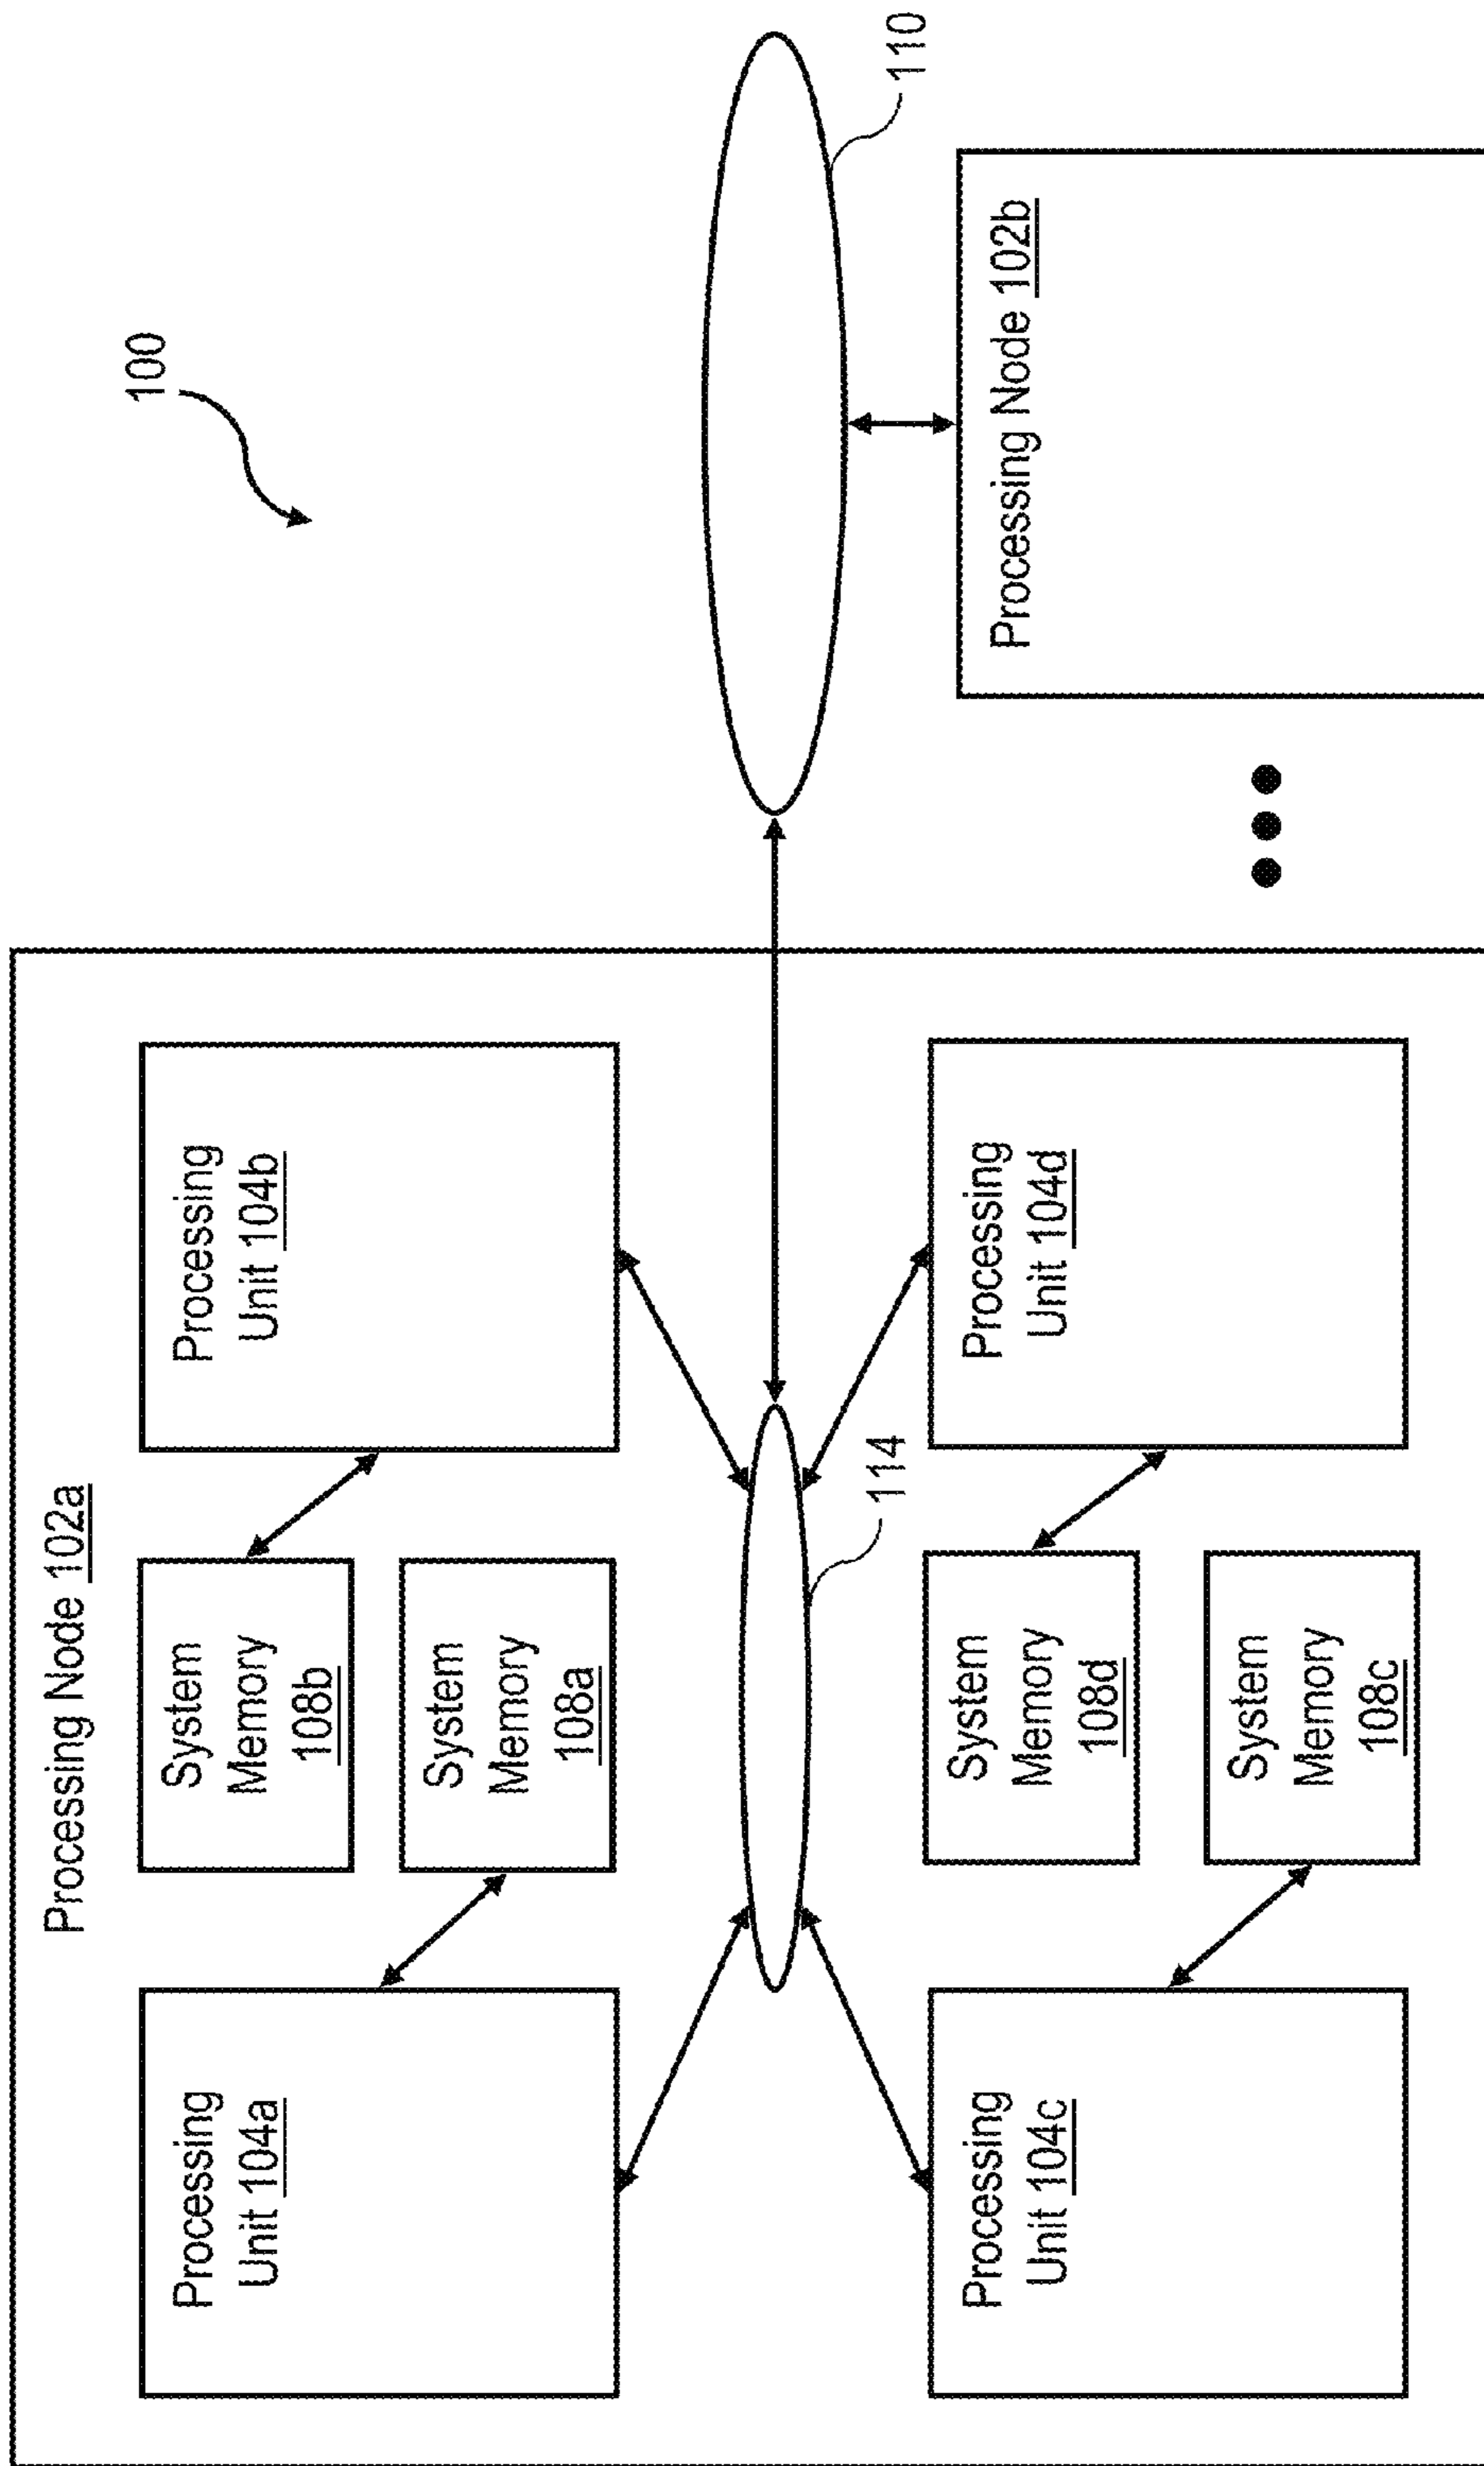 100
Processing Node 102a
Processing
Unit 104a
System
Memory
108b
System
Memory
108a
Processing
Unit 104b
114
110
Processing
Unit 104c
System
Memory
108d
System
Memory
108c
Processing
Unit 104d
Processing Node 102b